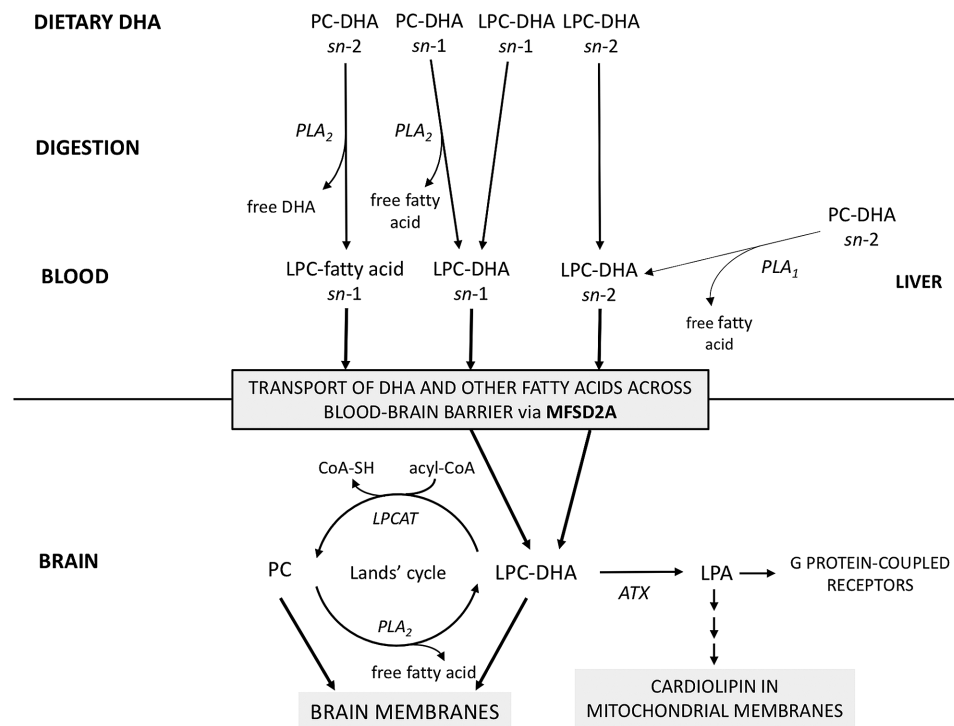 DIETARY DHA
PC-DHA
sn-2
PC-DHA
sn-1
LPC-DHA
sn-1
LPC-DHA
sn-2
DIGESTION
PLA2
free DHA
PLA2
free fatty
acid
PC-DHA
sn-2
PLA1
free fatty
acid
LIVER
BLOOD
LPC-fatty acid
sn-1
LPC-DHA
sn-1
LPC-DHA
sn-2
TRANSPORT OF DHA AND OTHER FATTY ACIDS ACROSS
BLOOD-BRAIN BARRIER via MFSD2A
BRAIN
CoA-SH
acyl-CoA
LPCAT
PC
Lands’ cycle
LPC-DHA
PLA2
free fatty acid
ATX
LPA
G PROTEIN-COUPLED
RECEPTORS
BRAIN MEMBRANES
CARDIOLIPIN IN
MITOCHONDRIAL MEMBRANES